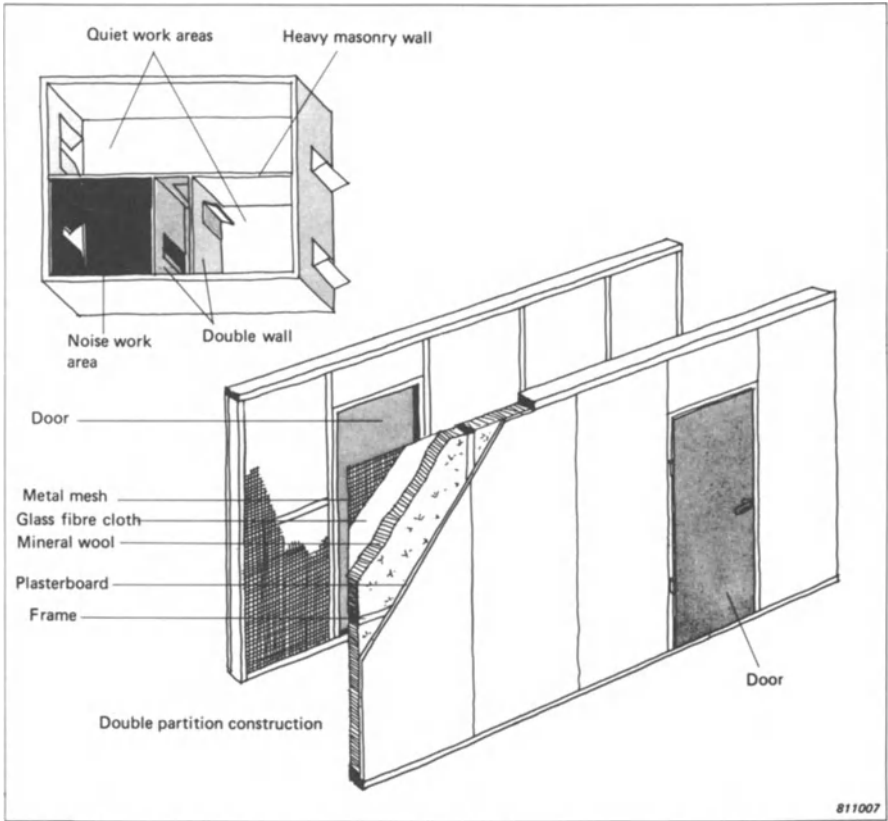 Quiet work areas
Heavy masonry wall
Noise work
area
Double wall
Door
Metal mesh
Glass fibre cloth
Mineral wool
Plasterboard
Frame
Door
Double partition construction
811007